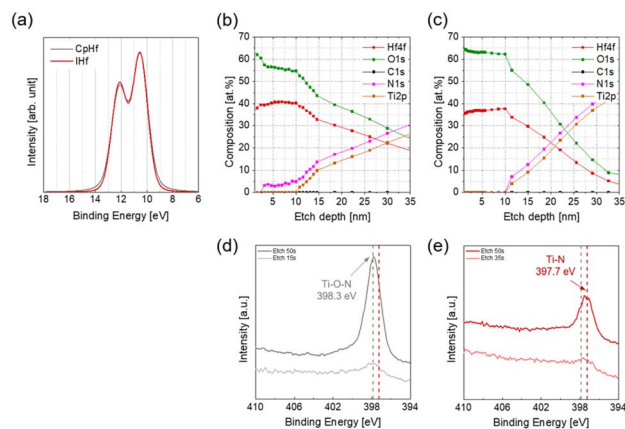 (a)
CpHf
IHf
Intensity [arb. unit]
18 16 14 12 10 8 6
Binding Energy [eV]
(b)
Composition [at.%]
70
60
50
40
30
20
10
0
Hf4f
O1s
C1s
N1s
Ti2p
5 10 15 20 25 30 35
Etch depth [nm]
(c)
Composition [at.%]
70
60
50
40
30
20
10
0
Hf4f
O1s
C1s
N1s
Ti2p
5 10 15 20 25 30 35
Etch depth [nm]
(d)
Etch 50s
Etch 15s
Ti-O-N
398.3 eV
Intensity [a.u.]
410 406 402 398 394
Binding Energy [eV]
(e)
Etch 50s
Etch 35s
Ti-N
397.7 eV
Intensity [a.u.]
410 406 402 398 394
Binding Energy [eV]